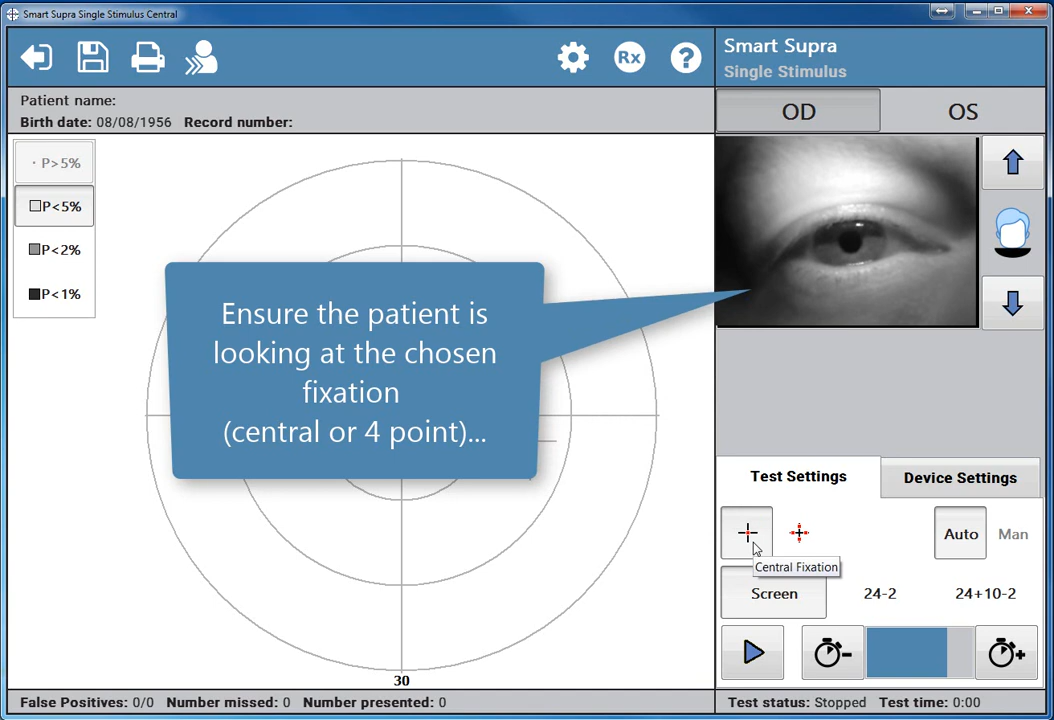 Smart Supra Single Stimulus Central
Rx
?
Smart Supra
Single Stimulus
Patient name:
Birth date: 08/08/1956 Record number:
OD
OS
P>5%
P<5%
P<2%
P<1%
Ensure the patient is
looking at the chosen
fixation
(central or 4 point)...
Test Settings
Device Settings
Auto
Man
Central Fixation
Screen
24-2
24+10-2
30
False Positives: 0/0 Number missed: 0 Number presented: 0
Test status: Stopped Test time: 0:00